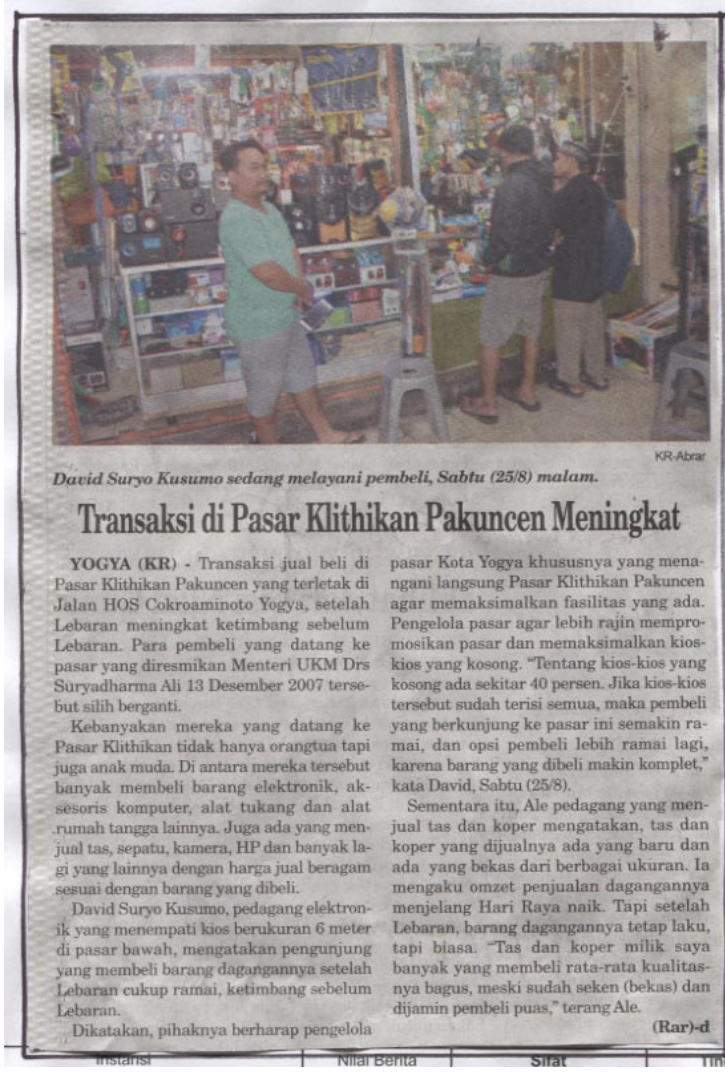 KR-Abrar
David Suryo Kusumo sedang melayani pembeli, Sabtu (25/8) malam.
Transaksi di Pasar Klithikan Pakuncen Meningkat
YOGYA (KR) - Transaksi jual beli di
Pasar Klithikan Pakuncen yang terletak di
Jalan HOS Cokroaminoto Yogya, setelah
Lebaran meningkat ketimbang sebelum
Lebaran. Para pembeli yang datang ke
pasar yang diresmikan Menteri UKM Drs
Suryadharma Ali 13 Desember 2007 terse-
but silih berganti.
Kebanyakan mereka yang datang ke
Pasar Klithikan tidak hanya orangtua tapi
juga anak muda. Di antara mereka tersebut
banyak membeli barang elektronik, ak-
sesoris komputer, alat tukang dan alat
rumah tangga lainnya. Juga ada yang men-
jual tas, sepatu, kamera, HP dan banyak la-
gi yang lainnya dengan harga jual beragam
sesuai dengan barang yang dibeli.
David Suryo Kusumo, pedagang elektron-
ik yang menempati kios berukuran 6 meter
di pasar bawah, mengatakan pengunjung
yang membeli barang dagangannya setelah
Lebaran cukup ramai, ketimbang sebelum
Lebaran.
Dikatakan, pihaknya berharap pengelola
pasar Kota Yogya khususnya yang mena-
ngani langsung Pasar Klithikan Pakuncen
agar memaksimalkan fasilitas yang ada.
Pengelola pasar agar lebih rajin mempro-
mosikan pasar dan memaksimalkan kios-
kios yang kosong. "Tentang kios-kios yang
kosong ada sekitar 40 persen. Jika kios-kios
tersebut sudah terisi semua, maka pembeli
yang berkunjung ke pasar ini semakin ra-
mai, dan opsi pembeli lebih ramai lagi,
karena barang yang dibeli makin komplet,"
kata David, Sabtu (25/8).
Sementara itu, Ale pedagang yang men-
jual tas dan koper mengatakan, tas dan
koper yang dijualnya ada yang baru dan
ada yang bekas dari berbagai ukuran. Ia
mengaku omzet penjualan dagangannya
menjelang Hari Raya naik. Tapi setelah
Lebaran, barang dagangannya tetap laku,
tapi biasa. "Tas dan koper milik saya
banyak yang membeli rata-rata kualitas-
nya bagus, meski sudah seken (bekas) dan
dijamin pembeli puas," terang Ale.
(Rar)-d
Instansi Nilai Berita Sifat